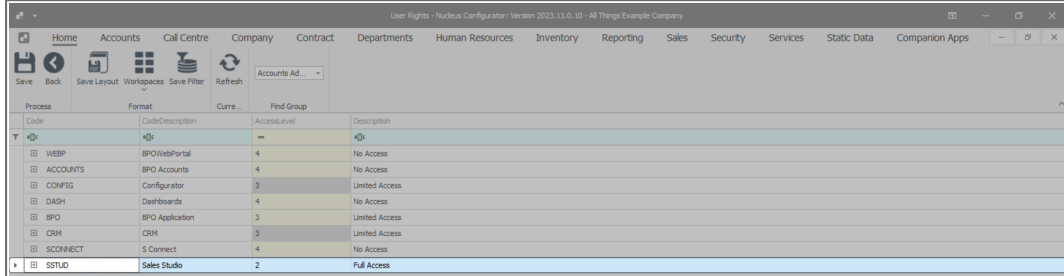 User Rights - Nucleus Configurator: Version 2023.11.0.10 - All Things Example Company
Home Accounts Call Centre Company Contract Departments Human Resources Inventory Reporting Sales Security Services Static Data Companion Apps
Save Back Save Layout Workspaces Save Filter Refresh Accounts Ad...
Process Format Curre... Find Group
Code CodeDescription AccessLevel Description
WEBP BPOWebPortal 4 No Access
ACCOUNTS BPO Accounts 4 No Access
CONFIG Configurator 3 Limited Access
DASH Dashboards 4 No Access
BPO BPO Application 3 Limited Access
CRM CRM 3 Limited Access
SCONNECT S Connect 4 No Access
SSTUD Sales Studio 2 Full Access